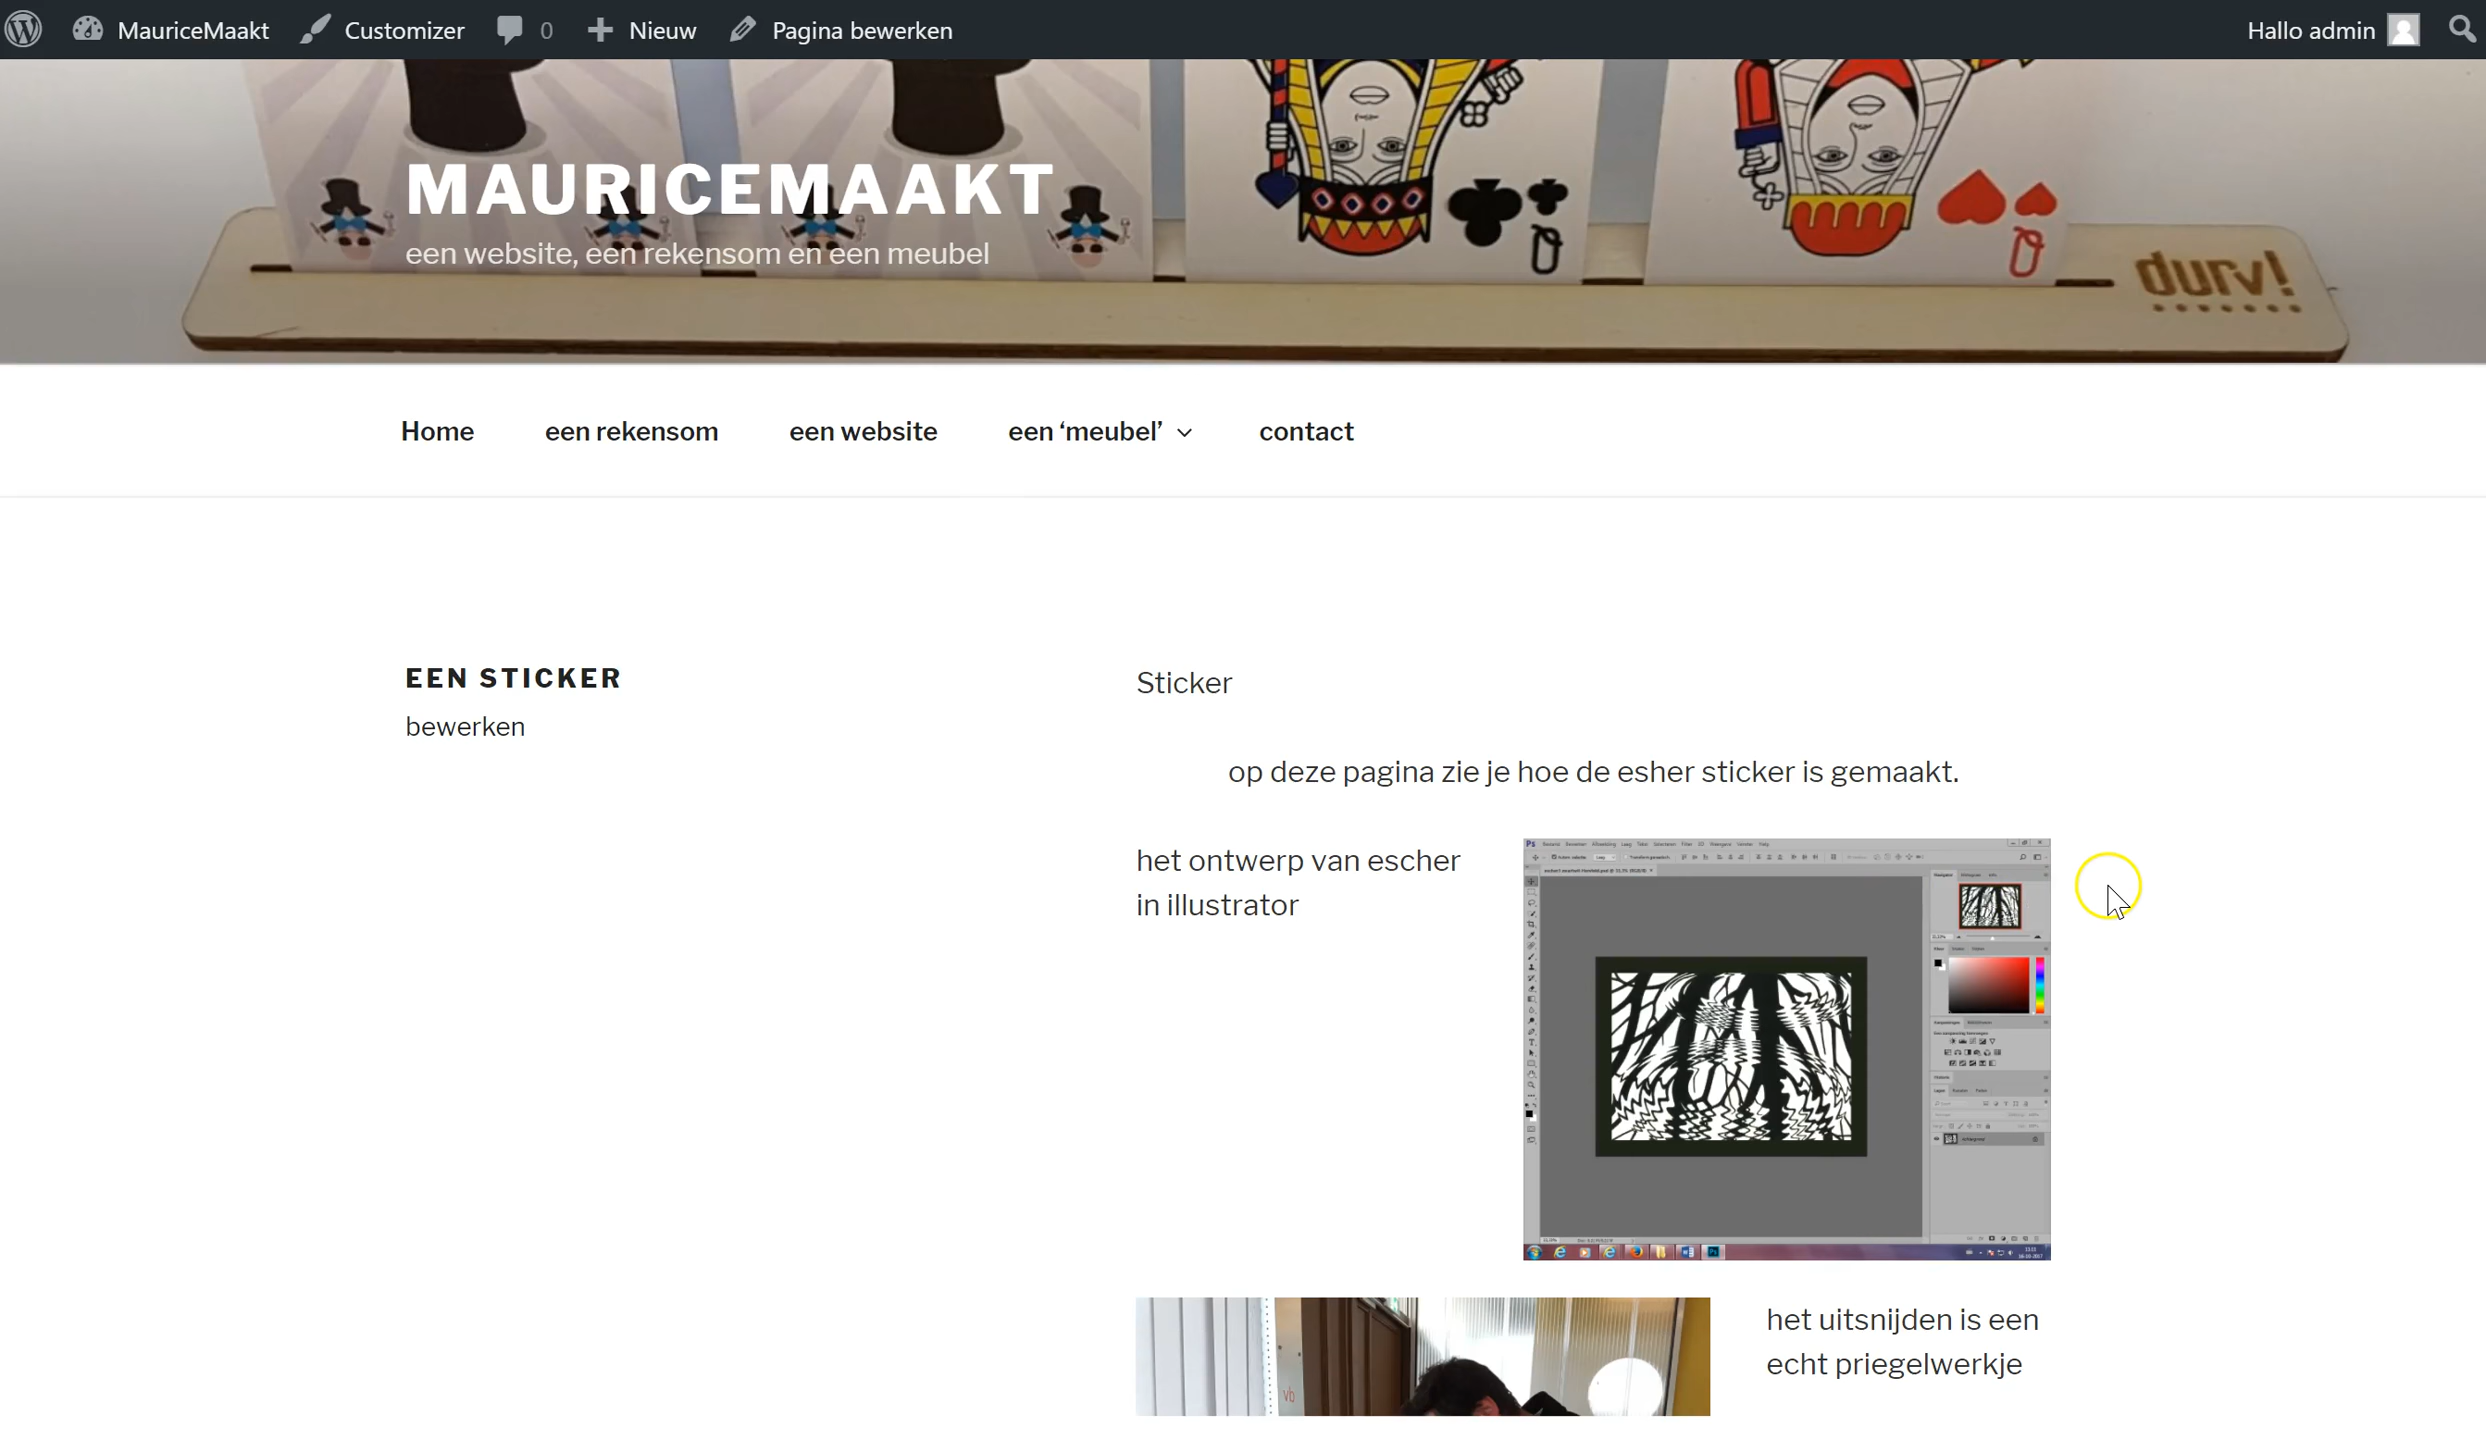 MauriceMaakt Customizer 0 Nieuw Pagina bewerken Hallo admin
MAURICEMAAKT
een website, een rekensom en een meubel
Q
Q
durv!
Home een rekensom een website een ‘meubel’ contact
EEN STICKER
bewerken
Sticker
op deze pagina zie je hoe de esher sticker is gemaakt.
het ontwerp van escher
in illustrator
Ps
het uitsnijden is een
echt priegelwerkje